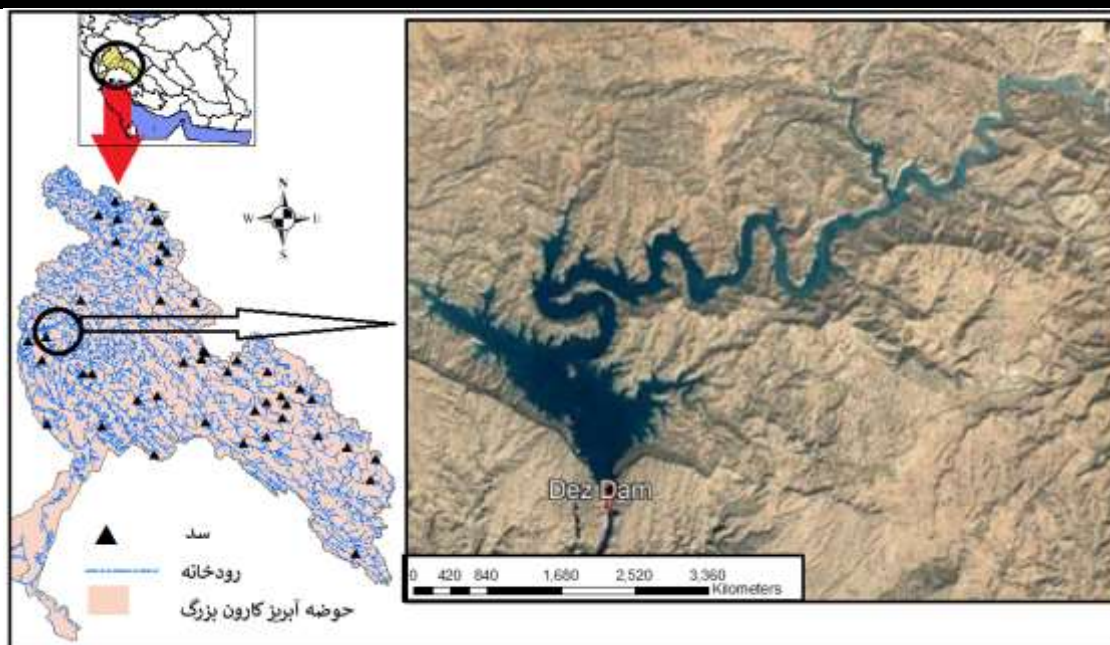 N
W
E
S
Dez Dam
سد
رودخانه
حوضه آبریز کارون بزرگ
0 420 840 1,680 2,520 3,360
Kilometers